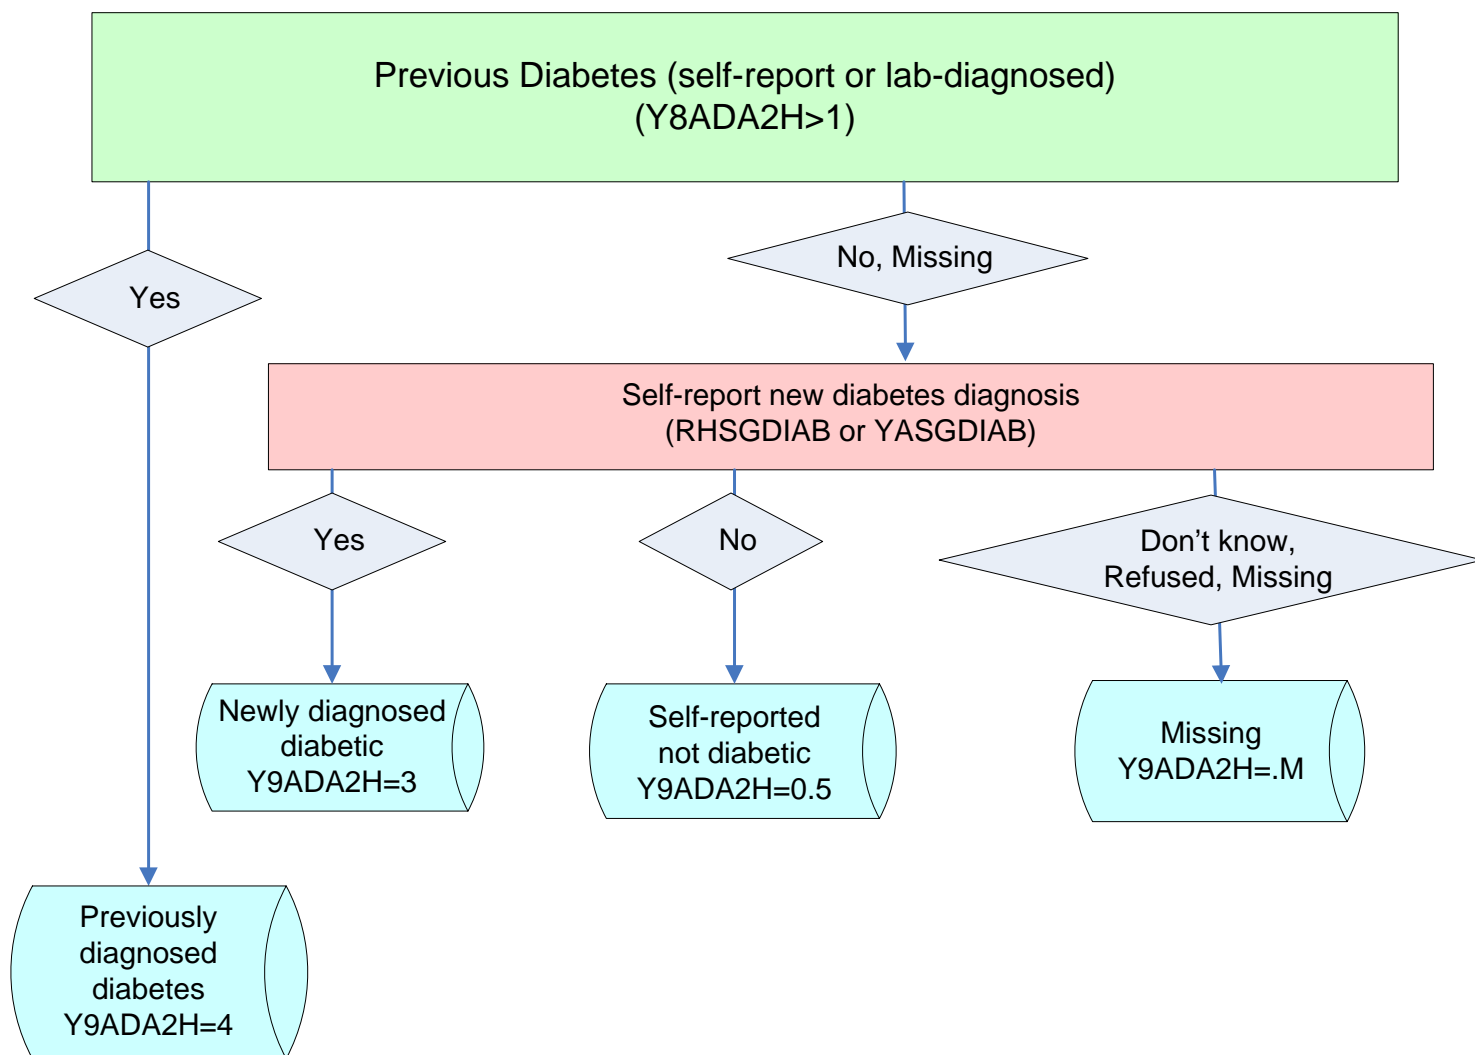 Previous Diabetes (self-report or lab-diagnosed)
(Y8ADA2H>1)
No, Missing
Yes
Self-report new diabetes diagnosis
(RHSGDIAB or YASGDIAB)
Yes
No
Don't know,
Refused, Missing
Newly diagnosed
diabetic
Y9ADA2H=3
Self-reported
not diabetic
Y9ADA2H=0.5
Missing
Y9ADA2H=.M
Previously
diagnosed
diabetes
Y9ADA2H=4